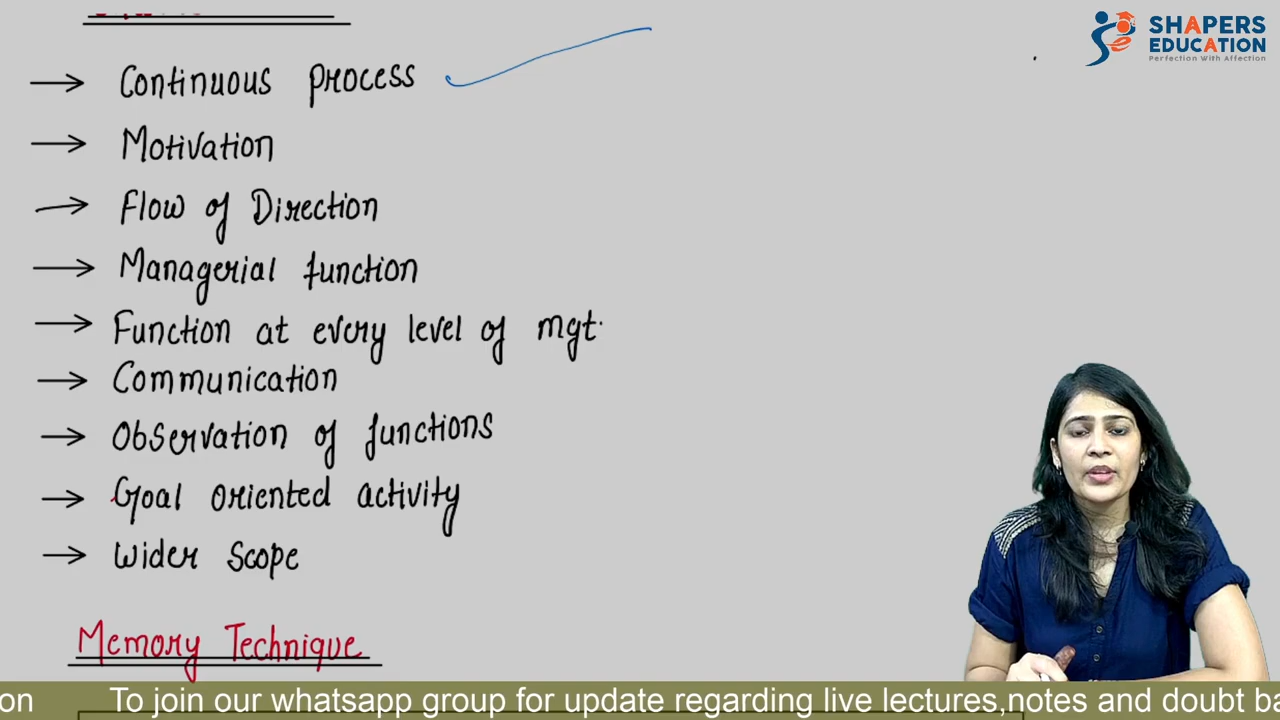 SHAPERS
EDUCATION
Perfection With Affection
→ Continuous process
→ Motivation
→ Flow of Direction
→ Managerial function
→ Function at every level of mgt.
→ Communication
→ Observation of functions
→ Goal oriented activity
→ Wider scope
Memory Technique
on To join our whatsapp group for update regarding live lectures,notes and doubt ba